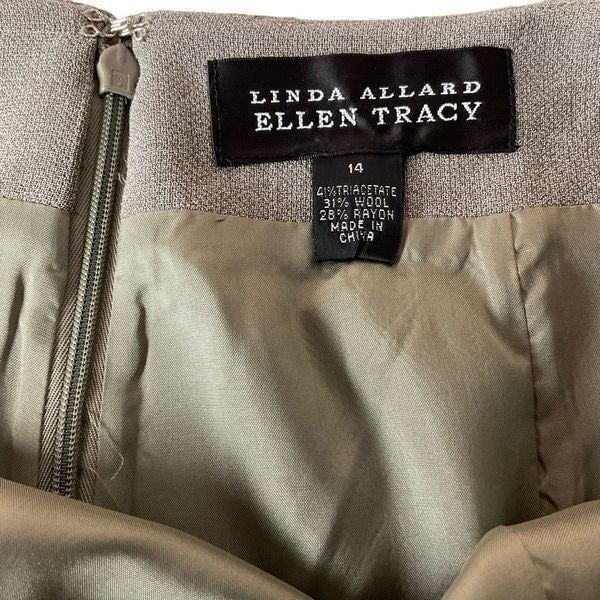 LINDA ALLARD
ELLEN TRACY
14
41% TRIACETATE
31% WOOL
28% RAYON
MADE IN
CHINA